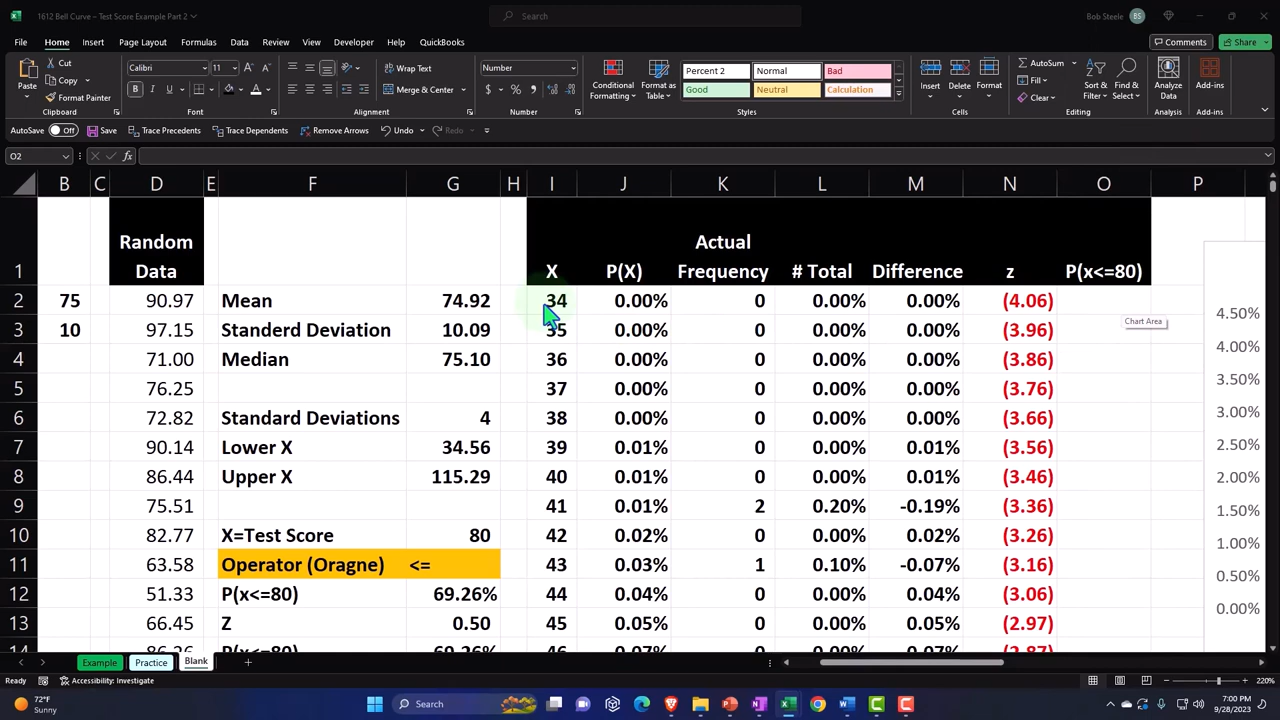 1612 Bell Curve – Test Score Example Part 2
Search
Bob Steele BS
File Home Insert Page Layout Formulas Data Review View Developer Help QuickBooks Comments Share
Paste Cut Copy Format Painter Clipboard
Calibri 11 Font
Wrap Text Merge & Center Alignment
Number Number
Conditional Formatting Format as Table
Percent 2 Normal Bad
Good Neutral Calculation
Styles
Insert Delete Format Cells
AutoSum Fill Clear Sort & Filter Find & Select Editing
Analyze Data Analysis
Add-ins Add-ins
AutoSave Off Save Trace Precedents Trace Dependents Remove Arrows Undo Redo
O2 fx
B C D E F G H I J K L M N O P
1 Random Data X P(X) Actual Frequency # Total Difference z P(x<=80)
2 75 90.97 Mean 74.92 34 0.00% 0 0.00% 0.00% (4.06)
3 10 97.15 Standerd Deviation 10.09 35 0.00% 0 0.00% 0.00% (3.96)
4 71.00 Median 75.10 36 0.00% 0 0.00% 0.00% (3.86)
5 76.25 37 0.00% 0 0.00% 0.00% (3.76)
6 72.82 Standard Deviations 4 38 0.00% 0 0.00% 0.00% (3.66)
7 90.14 Lower X 34.56 39 0.01% 0 0.00% 0.01% (3.56)
8 86.44 Upper X 115.29 40 0.01% 0 0.00% 0.01% (3.46)
9 75.51 41 0.01% 2 0.20% -0.19% (3.36)
10 82.77 X=Test Score 80 42 0.02% 0 0.00% 0.02% (3.26)
11 63.58 Operator (Oragne) <= 43 0.03% 1 0.10% -0.07% (3.16)
12 51.33 P(x<=80) 69.26% 44 0.04% 0 0.00% 0.04% (3.06)
13 66.45 Z 0.50 45 0.05% 0 0.00% 0.05% (2.97)
14 86.26 P(x<=80) 69.26% 46 0.07% 0 0.00% 0.07% (2.87)
Chart Area
4.50%
4.00%
3.50%
3.00%
2.50%
2.00%
1.50%
1.00%
0.50%
0.00%
Example Practice Blank
Ready Accessibility: Investigate 220%
72°F
Sunny
Search
7:00 PM
9/28/2023